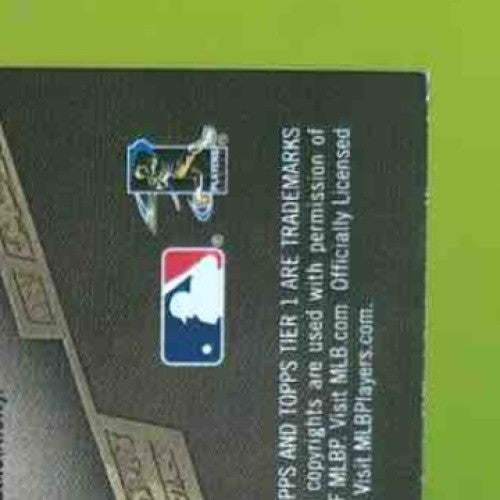 PPS AND TOPPS TIER 1 ARE TRADEMARKS
copyrights are used with permission of
F MLBP. Visit MLB.com Officially Licensed
Visit MLBPlayers.com.
PLAYERS